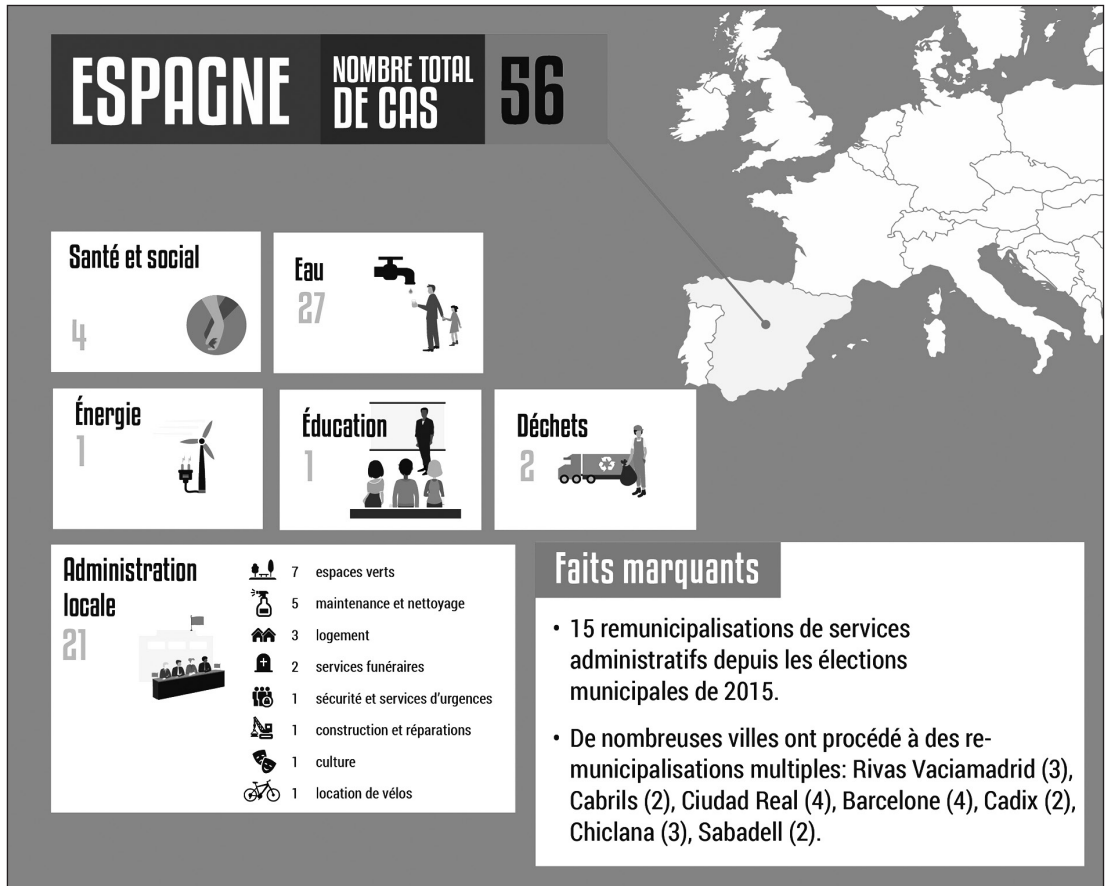 ESPAGNE
NOMBRE TOTAL
DE CAS
56
Santé et social
4
Eau
27
Énergie
1
Éducation
1
Déchets
2
Administration
locale
21
7 espaces verts
5 maintenance et nettoyage
3 logement
2 services funéraires
1 sécurité et services d'urgences
1 construction et réparations
1 culture
1 location de vélos
Faits marquants
• 15 remunicipalisations de services
administratifs depuis les élections
municipales de 2015.
• De nombreuses villes ont procédé à des re-
municipalisations multiples: Rivas Vaciamadrid (3),
Cabrils (2), Ciudad Real (4), Barcelone (4), Cadix (2),
Chiclana (3), Sabadell (2).